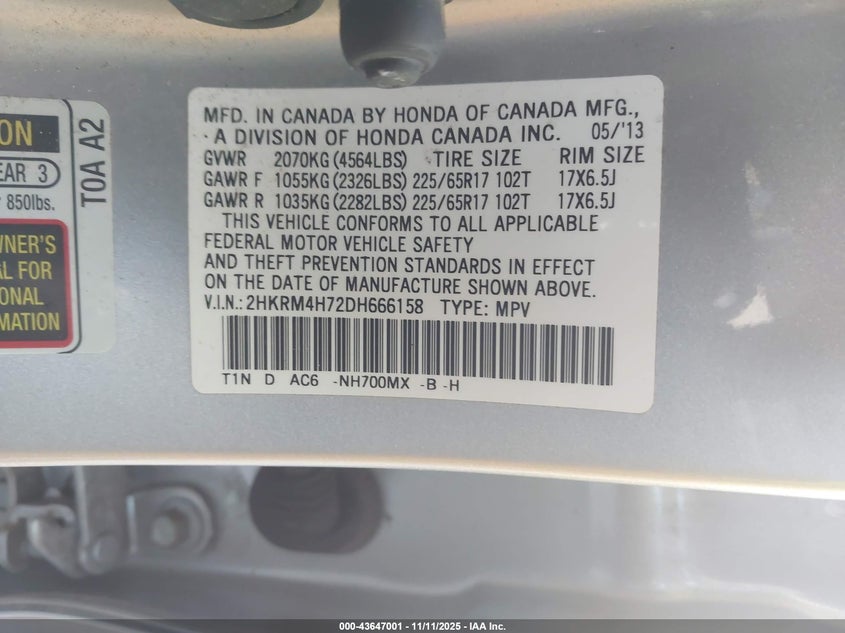 ON
EAR 3
850lbs.
WNER'S
AL FOR
ONAL
MATION
T0A A2
MFD. IN CANADA BY HONDA OF CANADA MFG.,
A DIVISION OF HONDA CANADA INC. 05/'13
GVWR 2070KG (4564LBS) TIRE SIZE RIM SIZE
GAWR F 1055KG (2326LBS) 225/65R17 102T 17X6.5J
GAWR R 1035KG (2282LBS) 225/65R17 102T 17X6.5J
THIS VEHICLE CONFORMS TO ALL APPLICABLE
FEDERAL MOTOR VEHICLE SAFETY
AND THEFT PREVENTION STANDARDS IN EFFECT
ON THE DATE OF MANUFACTURE SHOWN ABOVE.
V.I.N.: 2HKRM4H72DH666158 TYPE: MPV
T1N D AC6 -NH700MX -B -H
000-43647001 - 11/11/2025 - IAA Inc.